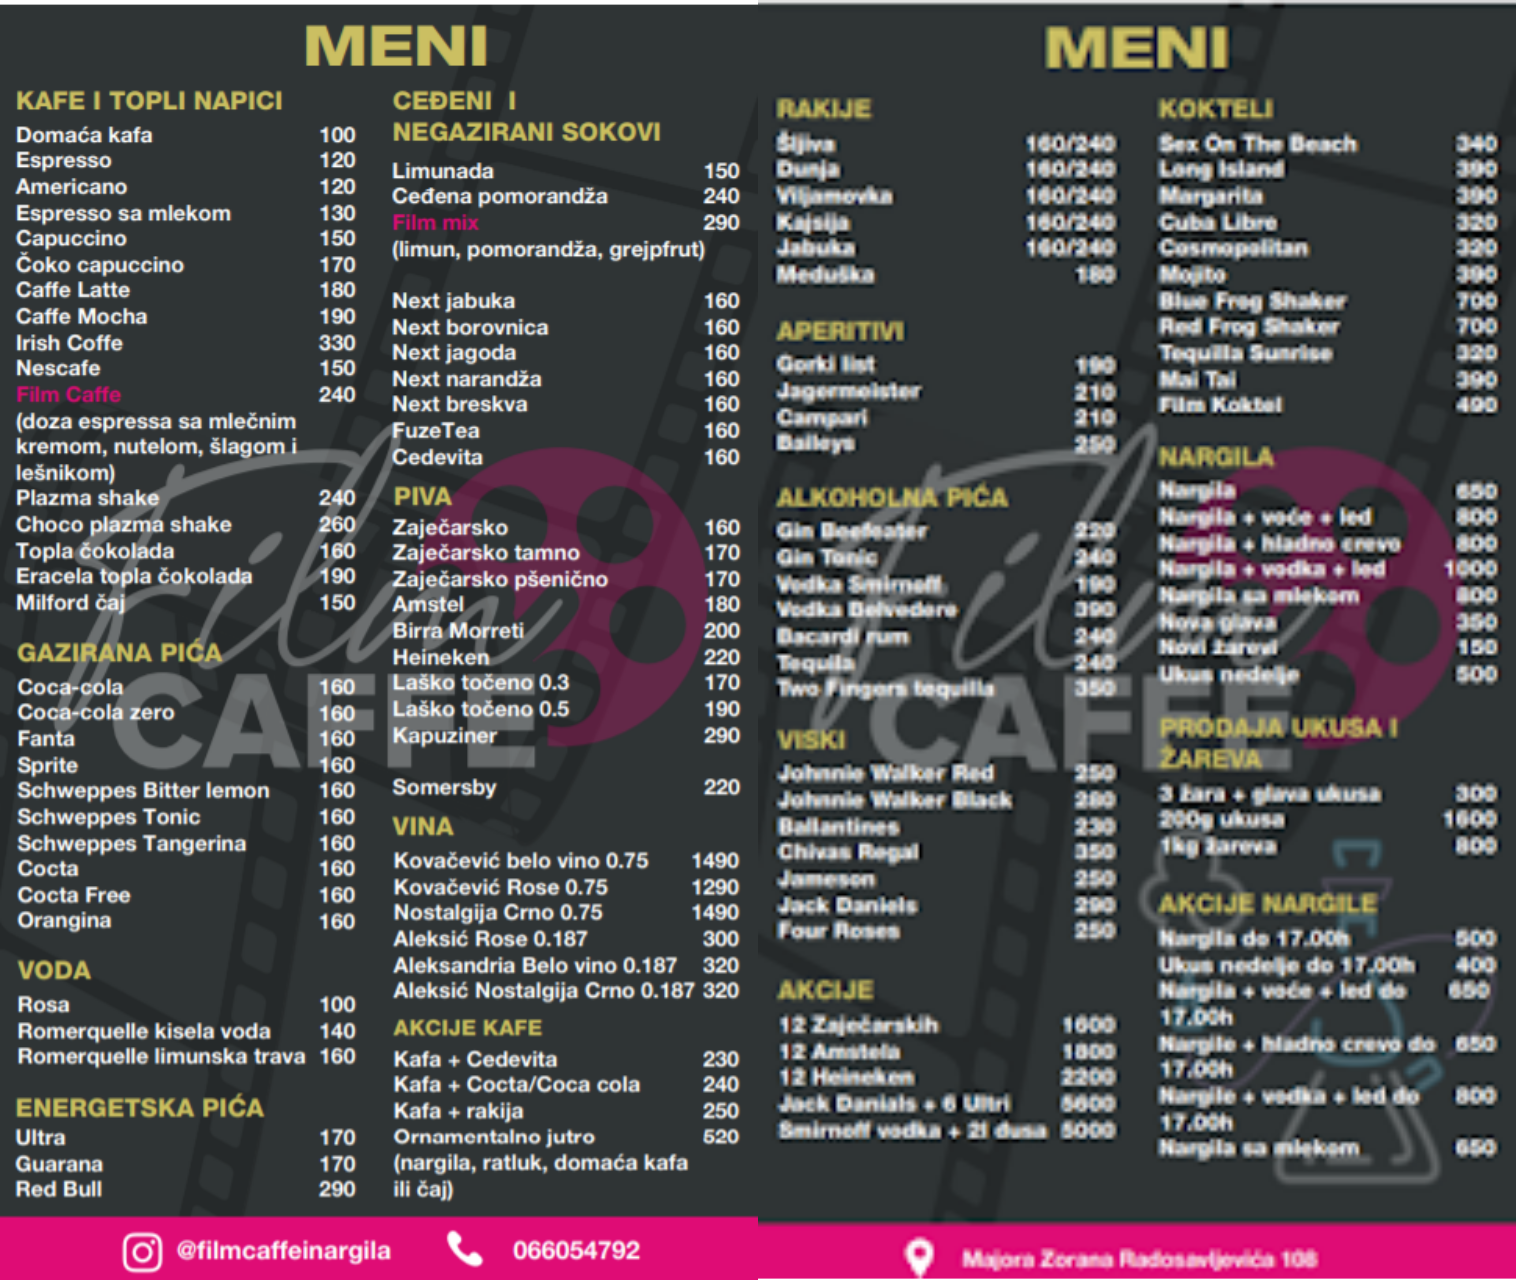 MENI
KAFE I TOPLI NAPICI
Domaća kafa 100
Espresso 120
Americano 120
Espresso sa mlekom 130
Capuccino 150
Čoko capuccino 170
Caffe Latte 180
Caffe Mocha 190
Irish Coffe 330
Nescafe 150
Film Caffe 240
(doza espressa sa mlečnim
kremom, nutelom, šlagom i
lešnikom)
Plazma shake 240
Choco plazma shake 260
Topla čokolada 160
Eracela topla čokolada 190
Milford čaj 150
GAZIRANA PIĆA
Coca-cola 160
Coca-cola zero 160
Fanta 160
Sprite 160
Schweppes Bitter lemon 160
Schweppes Tonic 160
Schweppes Tangerina 160
Cocta 160
Cocta Free 160
Orangina 160
VODA
Rosa 100
Romerquelle kisela voda 140
Romerquelle limunska trava 160
ENERGETSKA PIĆA
Ultra 170
Guarana 170
Red Bull 290
CEĐENI I
NEGAZIRANI SOKOVI
Limunada 150
Ceđena pomorandža 240
Film mix 290
(limun, pomorandža, grejpfrut)
Next jabuka 160
Next borovnica 160
Next jagoda 160
Next narandža 160
Next breskva 160
FuzeTea 160
Cedevita 160
PIVA
Zaječarsko 160
Zaječarsko tamno 170
Zaječarsko pšenično 170
Amstel 180
Birra Morreti 200
Heineken 220
Laško točeno 0.3 170
Laško točeno 0.5 190
Kapuziner 290
Somersby 220
VINA
Kovačević belo vino 0.75 1490
Kovačević Rose 0.75 1290
Nostalgija Crno 0.75 1490
Aleksić Rose 0.187 300
Aleksandria Belo vino 0.187 320
Aleksić Nostalgija Crno 0.187 320
AKCIJE KAFE
Kafa + Cedevita 230
Kafa + Cocta/Coca cola 240
Kafa + rakija 250
Ornamentalno jutro 520
(nargila, ratluk, domaća kafa
ili čaj)
Film
CAFFE
@filmcaffeinargila 066054792
MENI
RAKIJE
Šljiva 160/240
Dunja 160/240
Viljamovka 160/240
Kajsija 160/240
Jabuka 160/240
Meduška 180
APERITIVI
Gorki list 190
Jagermeister 210
Campari 210
Baileys 250
ALKOHOLNA PIĆA
Gin Beefeater 220
Gin Tonic 240
Vodka Smirnoff 190
Vodka Belvedere 390
Bacardi rum 240
Tequila 240
Two Fingers tequilla 350
VISKI
Johnnie Walker Red 250
Johnnie Walker Black 280
Ballantines 230
Chivas Regal 350
Jameson 250
Jack Daniels 290
Four Roses 250
AKCIJE
12 Zaječarskih 1600
12 Amstela 1800
12 Heineken 2200
Jack Danials + 6 Ultri 5600
Smirnoff vodka + 2l dusa 5000
KOKTELI
Sex On The Beach 340
Long Island 390
Margarita 390
Cuba Libre 320
Cosmopolitan 320
Mojito 390
Blue Frog Shaker 700
Red Frog Shaker 700
Tequilla Sunrise 320
Mai Tai 390
Film Koktel 490
NARGILA
Nargila 650
Nargila + voće + led 800
Nargila + hladno crevo 800
Nargila + vodka + led 1000
Nargila sa mlekom 800
Nova glava 350
Novi žarevi 150
Ukus nedelje 500
PRODAJA UKUSA I
ŽAREVA
3 žara + glava ukusa 300
200g ukusa 1600
1kg žareva 800
AKCIJE NARGILE
Nargila do 17.00h 500
Ukus nedelje do 17.00h 400
Nargila + voće + led do 650
17.00h
Nargile + hladno crevo do 650
17.00h
Nargile + vodka + led do 800
17.00h
Nargila sa mlekom 650
Film
CAFFE
Majora Zorana Radosavljevića 108